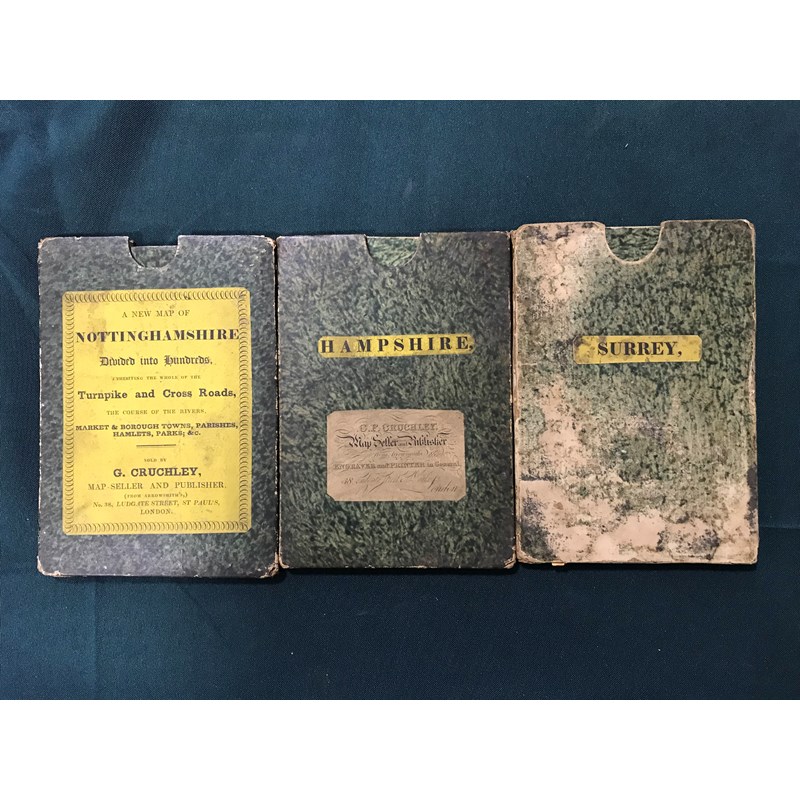 A NEW MAP OF
NOTTINGHAMSHIRE
Divided into Hundreds,
EXHIBITING THE WHOLE OF THE
Turnpike and Cross Roads,
THE COURSE OF THE RIVERS,
MARKET & BOROUGH TOWNS, PARISHES,
HAMLETS, PARKS; &c.
SOLD BY
G. CRUCHLEY,
MAP-SELLER AND PUBLISHER.
(FROM ARROWSMITH'S,)
No. 38, LUDGATE STREET, ST PAUL'S,
LONDON.
HAMPSHIRE,
G.F. CRUCHLEY.
Map Seller and Publisher
ENGRAVER and PRINTER in General.
London
SURREY,